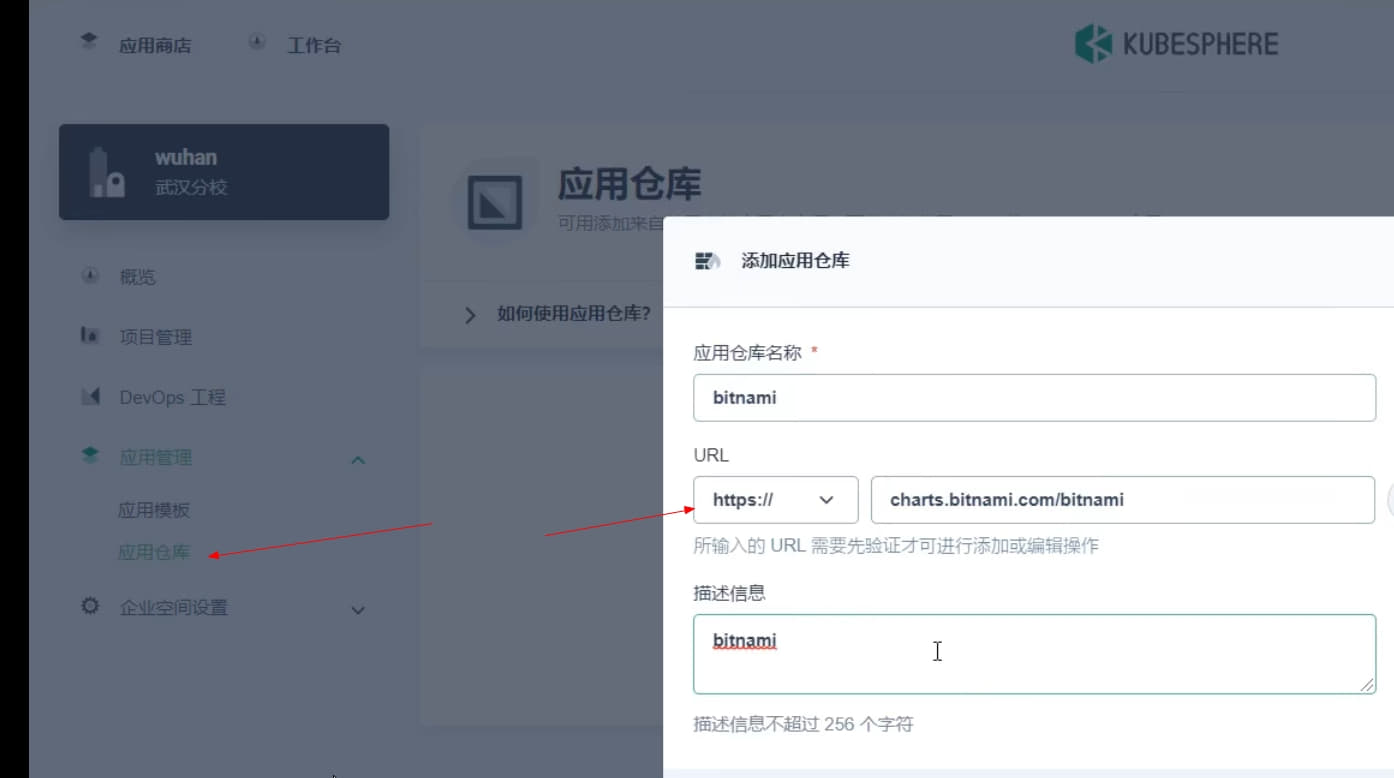 应用商店 工作台
KUBESPHERE
wuhan
武汉分校
概览
项目管理
DevOps 工程
应用管理
应用模板
应用仓库
企业空间设置
应用仓库
可用添加来自
如何使用应用仓库?
添加应用仓库
应用仓库名称 *
bitnami
URL
https:// charts.bitnami.com/bitnami
所输入的 URL 需要先验证才可进行添加或编辑操作
描述信息
bitnami
描述信息不超过 256 个字符